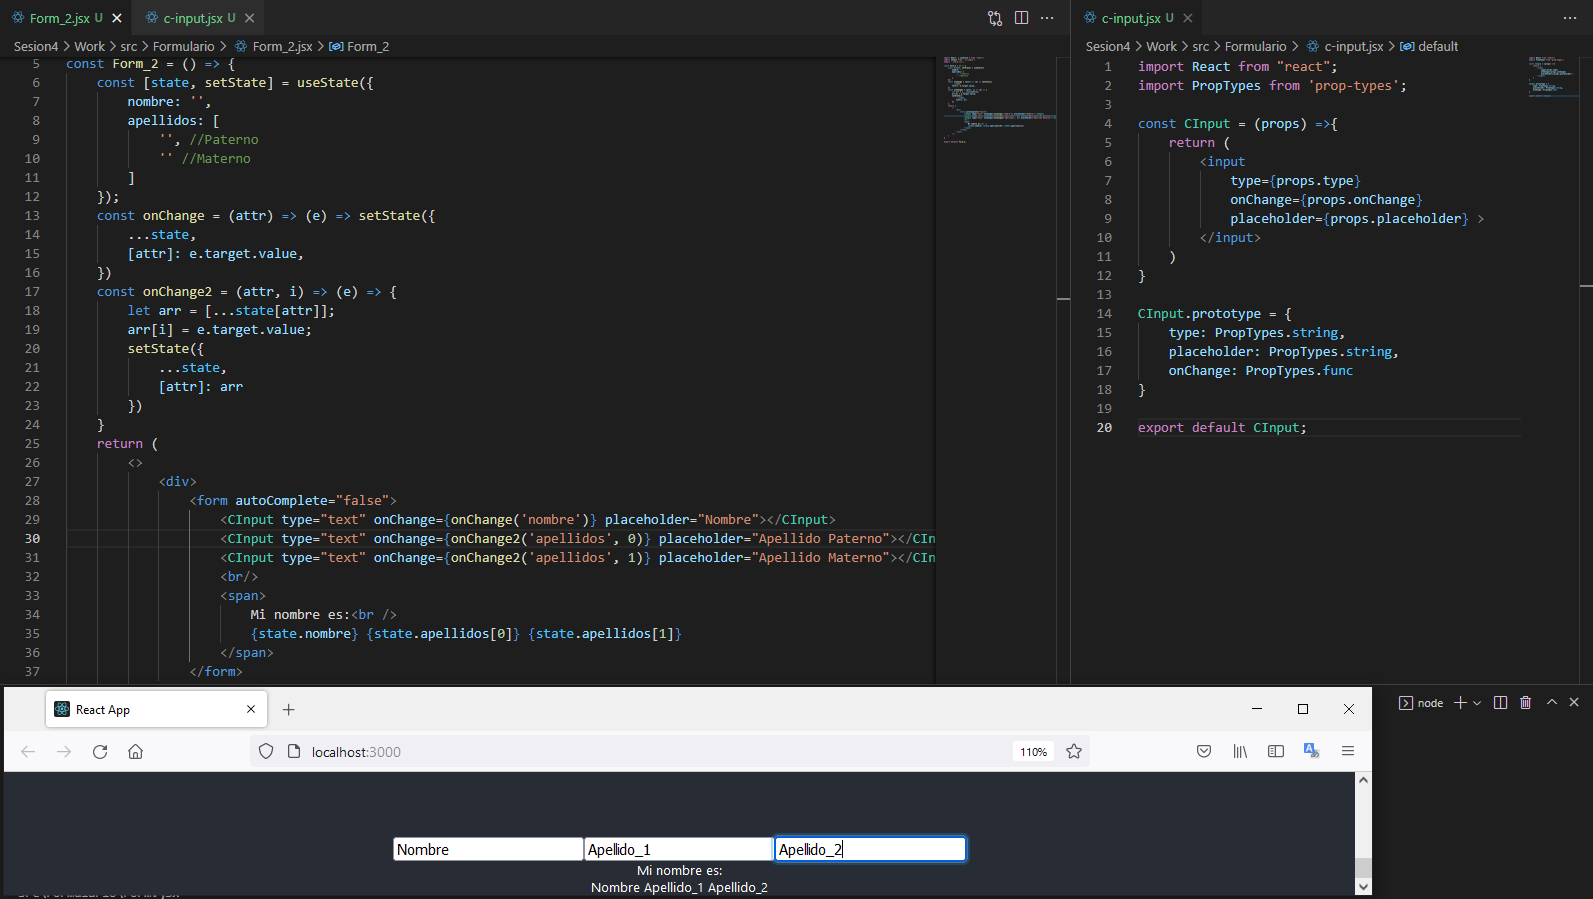 Form_2.jsx U
c-input.jsx U
Sesion4 > Work > src > Formulario > Form_2.jsx > Form_2
5 const Form_2 = () => {
6 const [state, setState] = useState({
7 nombre: '',
8 apellidos: [
9 '', //Paterno
10 '' //Materno
11 ]
12 });
13 const onChange = (attr) => (e) => setState({
14 ...state,
15 [attr]: e.target.value,
16 })
17 const onChange2 = (attr, i) => (e) => {
18 let arr = [...state[attr]];
19 arr[i] = e.target.value;
20 setState({
21 ...state,
22 [attr]: arr
23 })
24 }
25 return (
26 <>
27 <div>
28 <form autoComplete="false">
29 <CInput type="text" onChange={onChange('nombre')} placeholder="Nombre"></CInput>
30 <CInput type="text" onChange={onChange2('apellidos', 0)} placeholder="Apellido Paterno"></CIn
31 <CInput type="text" onChange={onChange2('apellidos', 1)} placeholder="Apellido Materno"></CIn
32 <br/>
33 <span>
34 Mi nombre es:<br />
35 {state.nombre} {state.apellidos[0]} {state.apellidos[1]}
36 </span>
37 </form>
c-input.jsx U
Sesion4 > Work > src > Formulario > c-input.jsx > default
1 import React from "react";
2 import PropTypes from 'prop-types';
3
4 const CInput = (props) =>{
5 return (
6 <input
7 type={props.type}
8 onChange={props.onChange}
9 placeholder={props.placeholder} >
10 </input>
11 )
12 }
13
14 CInput.prototype = {
15 type: PropTypes.string,
16 placeholder: PropTypes.string,
17 onChange: PropTypes.func
18 }
19
20 export default CInput;
node
React App
localhost:3000
110%
Nombre
Apellido_1
Apellido_2
Mi nombre es:
Nombre Apellido_1 Apellido_2